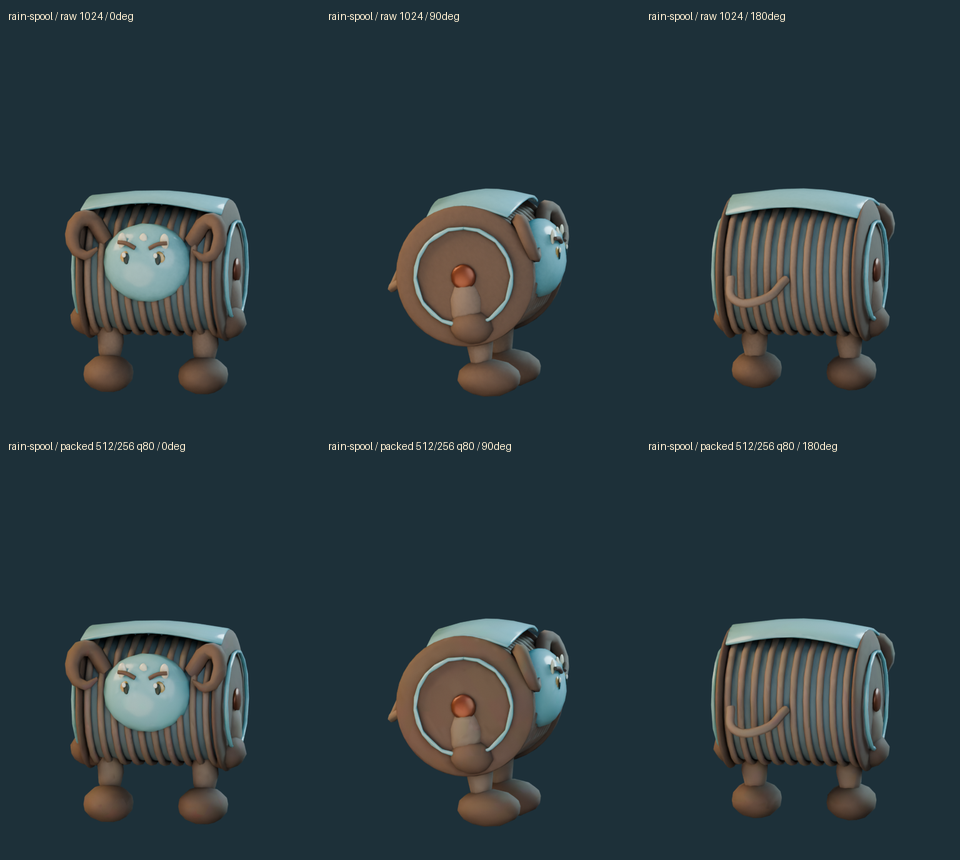 rain-spool / raw 1024 / 0deg
rain-spool / raw 1024 / 90deg
rain-spool / raw 1024 / 180deg
rain-spool / packed 512/256 q80 / 0deg
rain-spool / packed 512/256 q80 / 90deg
rain-spool / packed 512/256 q80 / 180deg